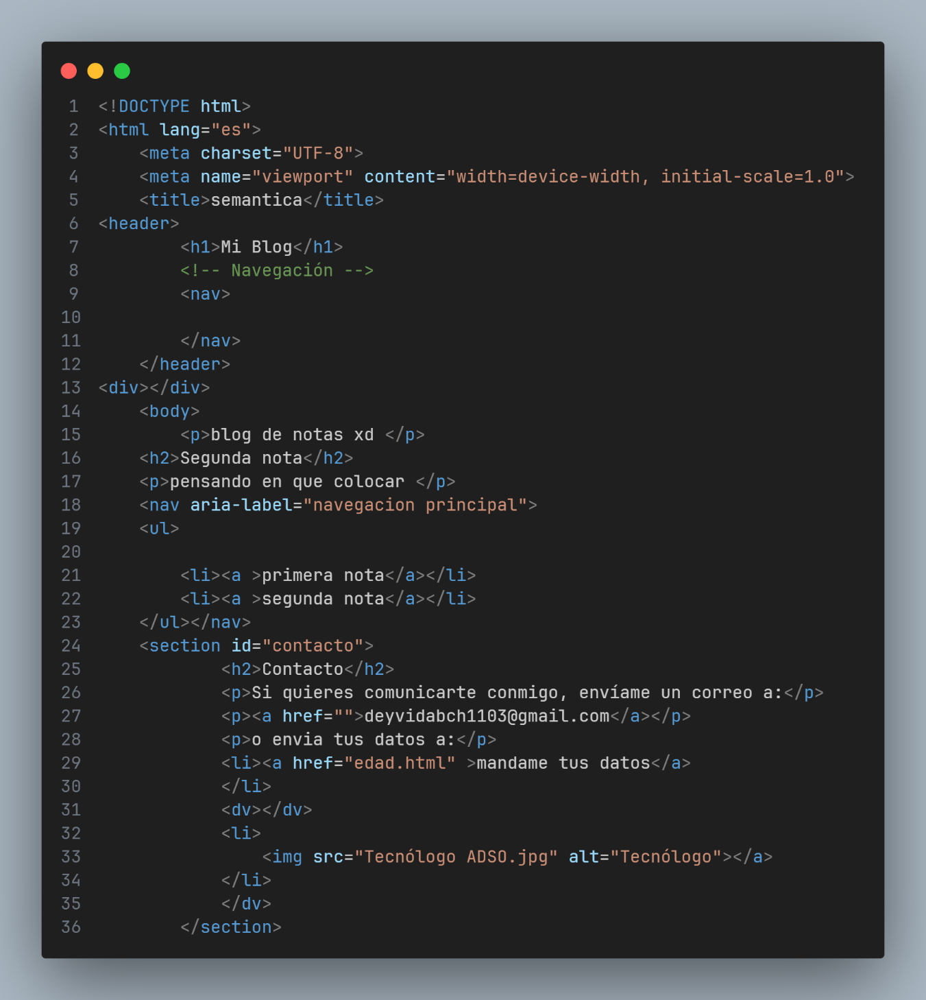 1 <!DOCTYPE html>
2 <html lang="es">
3     <meta charset="UTF-8">
4     <meta name="viewport" content="width=device-width, initial-scale=1.0">
5     <title>semantica</title>
6 <header>
7         <h1>Mi Blog</h1>
8         <!-- Navegación -->
9         <nav>
10
11         </nav>
12     </header>
13 <div></div>
14     <body>
15         <p>blog de notas xd </p>
16     <h2>Segunda nota</h2>
17     <p>pensando en que colocar </p>
18     <nav aria-label="navegacion principal">
19     <ul>
20
21         <li><a >primera nota</a></li>
22         <li><a >segunda nota</a></li>
23     </ul></nav>
24     <section id="contacto">
25             <h2>Contacto</h2>
26             <p>Si quieres comunicarte conmigo, envíame un correo a:</p>
27             <p><a href="">deyvidabch1103@gmail.com</a></p>
28             <p>o envia tus datos a:</p>
29             <li><a href="edad.html" >mandame tus datos</a>
30             </li>
31             <dv></dv>
32             <li>
33                 <img src="Tecnólogo ADSO.jpg" alt="Tecnólogo"></a>
34             </li>
35             </dv>
36         </section>